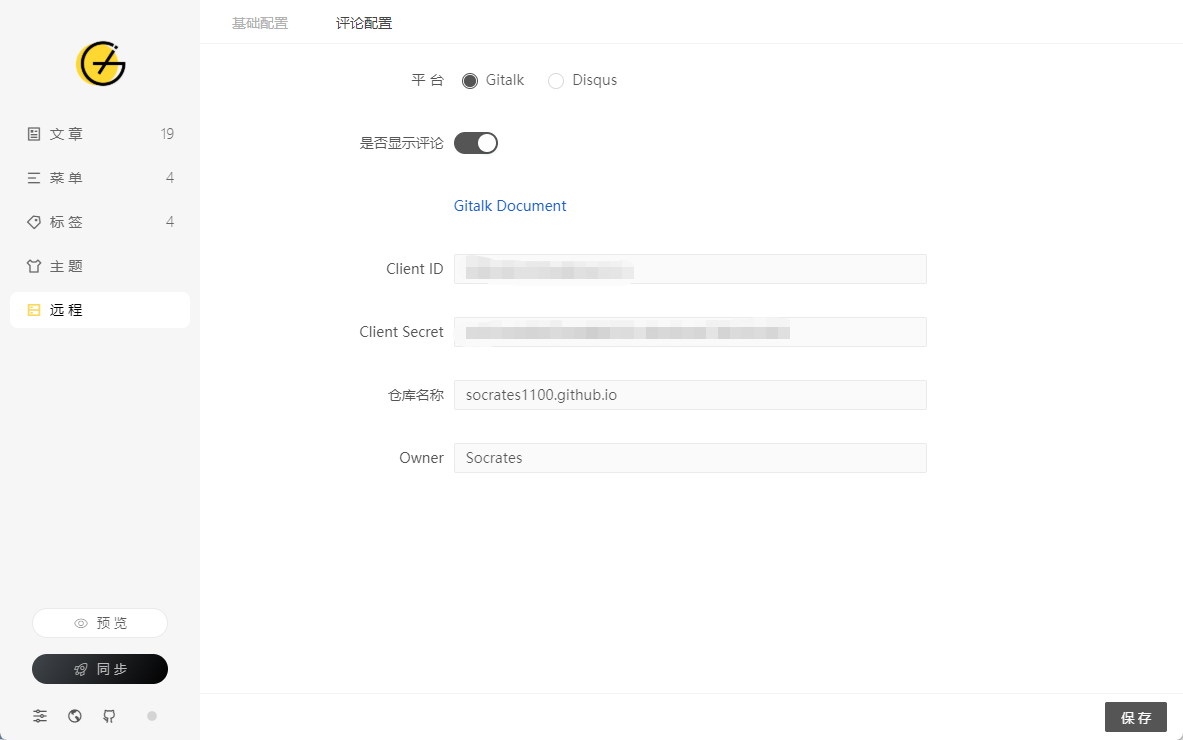 基础配置 评论配置
文章 19
菜单 4
标签 4
主题
远程
平台 Gitalk Disqus
是否显示评论
Gitalk Document
Client ID
Client Secret
仓库名称 socrates1100.github.io
Owner Socrates
预览
同步
保存